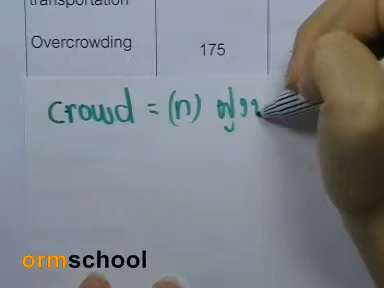 transportation
Overcrowding 175
crowd = (n)
ormschool